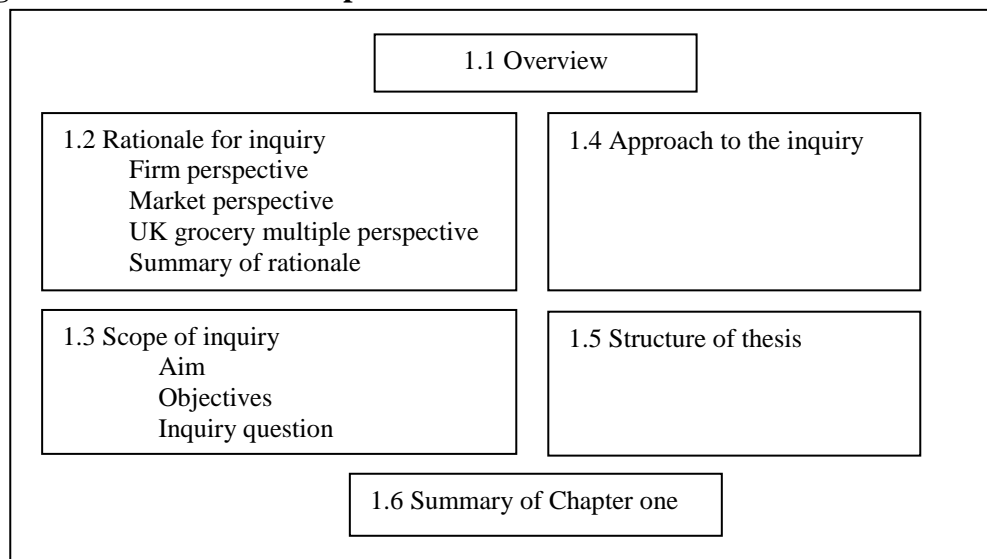 1.1 Overview
1.2 Rationale for inquiry
Firm perspective
Market perspective
UK grocery multiple perspective
Summary of rationale
1.3 Scope of inquiry
Aim
Objectives
Inquiry question
1.4 Approach to the inquiry
1.5 Structure of thesis
1.6 Summary of Chapter one